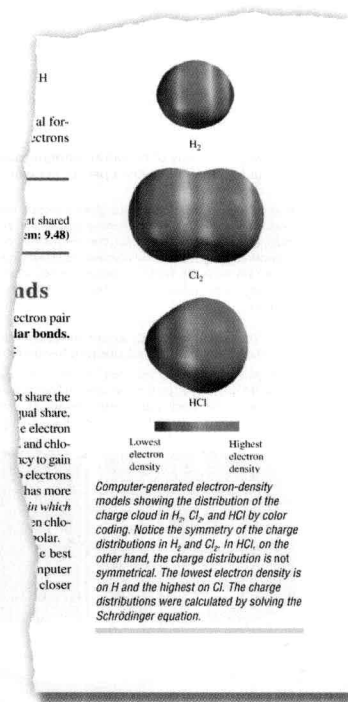 H
al for-
ectrons
nt shared
em: 9.48)
nds
ectron pair
lar bonds.
ot share the
qual share.
e electron
. and chlo-
ncy to gain
o electrons
has more
in which
en chlo-
polar.
e best
mputer
closer
H₂
Cl₂
HCl
Lowest electron density
Highest electron density
Computer-generated electron-density
models showing the distribution of the
charge cloud in H₂, Cl₂, and HCl by color
coding. Notice the symmetry of the charge
distributions in H₂ and Cl₂. In HCl, on the
other hand, the charge distribution is not
symmetrical. The lowest electron density is
on H and the highest on Cl. The charge
distributions were calculated by solving the
Schrödinger equation.